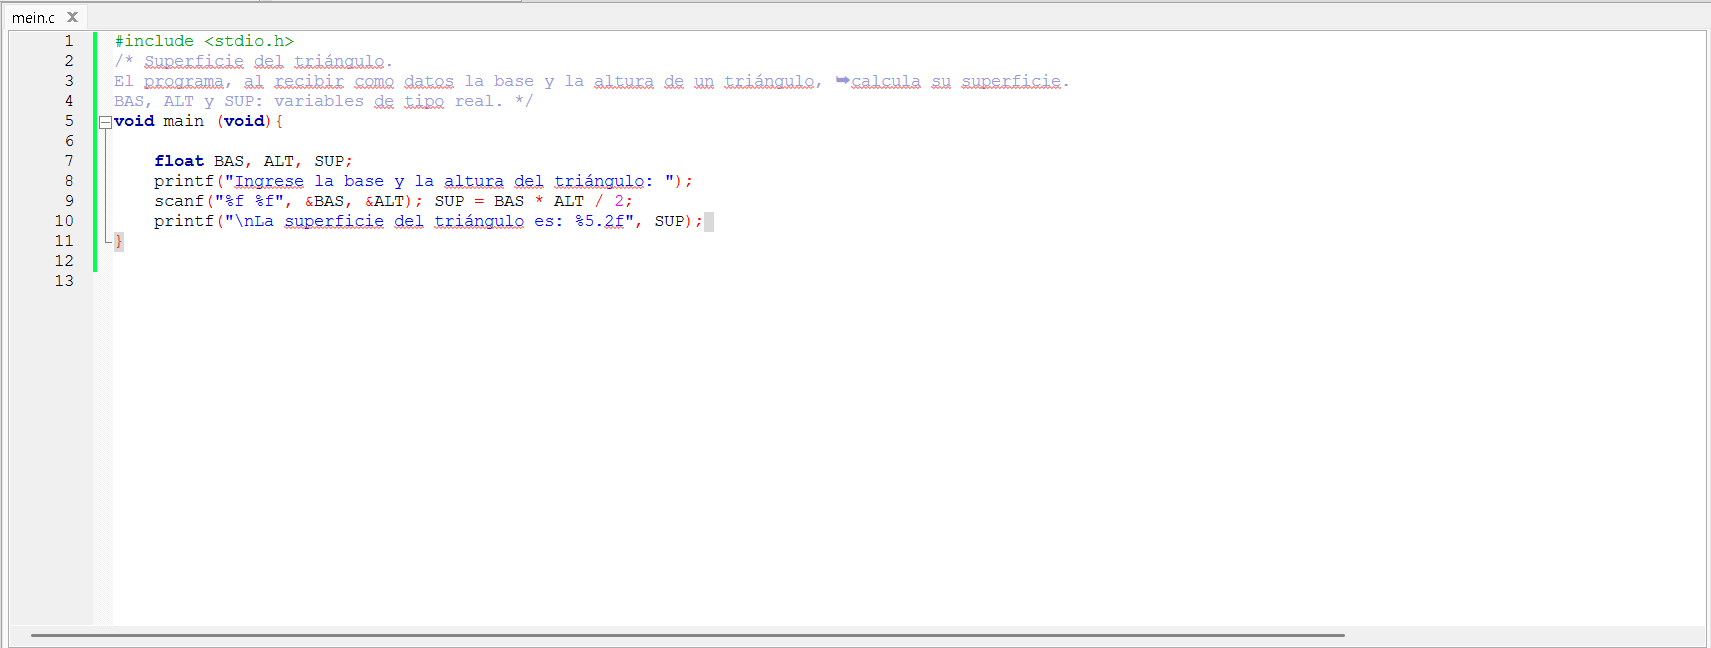 mein.c X
1 #include <stdio.h>
2 /* Superficie del triángulo.
3 El programa, al recibir como datos la base y la altura de un triángulo, ➥calcula su superficie.
4 BAS, ALT y SUP: variables de tipo real. */
5 void main (void){
6
7 float BAS, ALT, SUP;
8 printf("Ingrese la base y la altura del triángulo: ");
9 scanf("%f %f", &BAS, &ALT); SUP = BAS * ALT / 2;
10 printf("\nLa superficie del triángulo es: %5.2f", SUP);
11 }
12
13